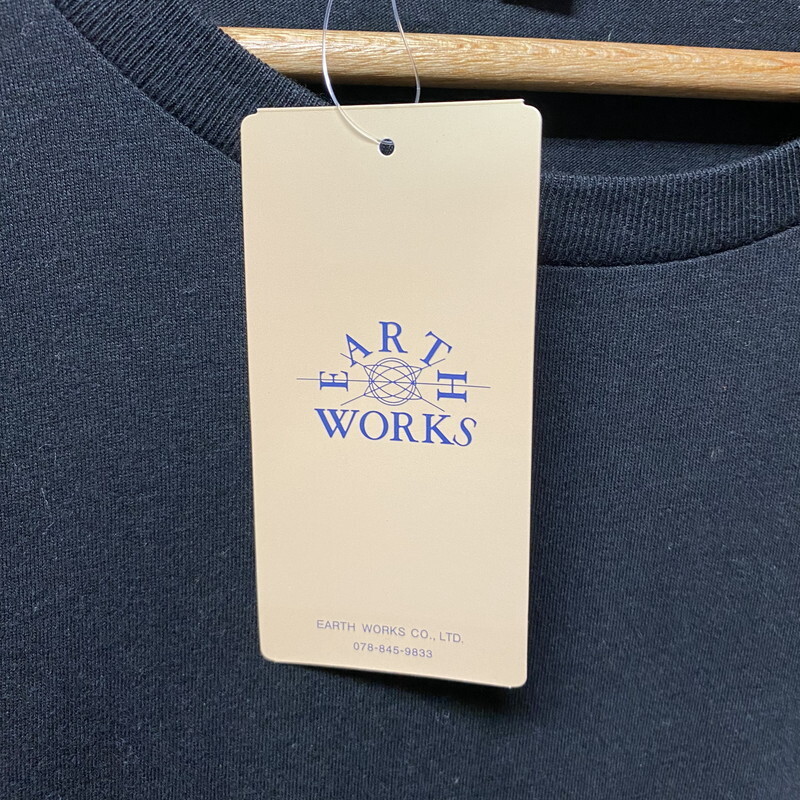 EARTH
WORKS
EARTH WORKS CO., LTD.
078-845-9833